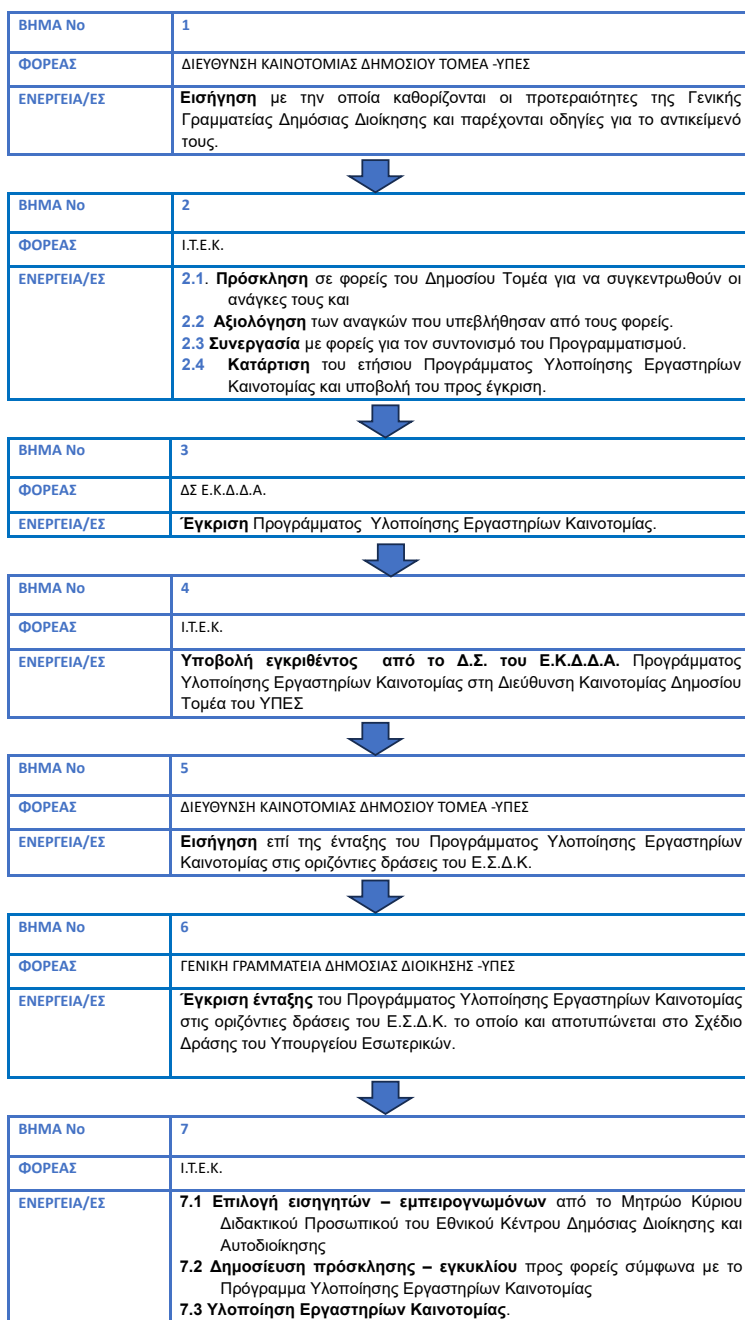 ΒΗΜΑ Νο 1
ΦΟΡΕΑΣ ΔΙΕΥΘΥΝΣΗ ΚΑΙΝΟΤΟΜΙΑΣ ΔΗΜΟΣΙΟΥ ΤΟΜΕΑ -ΥΠΕΣ
ΕΝΕΡΓΕΙΑ/ΕΣ Εισήγηση με την οποία καθορίζονται οι προτεραιότητες της Γενικής
Γραμματείας Δημόσιας Διοίκησης και παρέχονται οδηγίες για το αντικείμενό
τους.
ΒΗΜΑ Νο 2
ΦΟΡΕΑΣ Ι.Τ.Ε.Κ.
ΕΝΕΡΓΕΙΑ/ΕΣ 2.1. Πρόσκληση σε φορείς του Δημοσίου Τομέα για να συγκεντρωθούν οι
ανάγκες τους και
2.2 Αξιολόγηση των αναγκών που υπεβλήθησαν από τους φορείς.
2.3 Συνεργασία με φορείς για τον συντονισμό του Προγραμματισμού.
2.4 Κατάρτιση του ετήσιου Προγράμματος Υλοποίησης Εργαστηρίων
Καινοτομίας και υποβολή του προς έγκριση.
ΒΗΜΑ Νο 3
ΦΟΡΕΑΣ ΔΣ Ε.Κ.Δ.Δ.Α.
ΕΝΕΡΓΕΙΑ/ΕΣ Έγκριση Προγράμματος Υλοποίησης Εργαστηρίων Καινοτομίας.
ΒΗΜΑ Νο 4
ΦΟΡΕΑΣ Ι.Τ.Ε.Κ.
ΕΝΕΡΓΕΙΑ/ΕΣ Υποβολή εγκριθέντος από το Δ.Σ. του Ε.Κ.Δ.Δ.Α. Προγράμματος
Υλοποίησης Εργαστηρίων Καινοτομίας στη Διεύθυνση Καινοτομίας Δημοσίου
Τομέα του ΥΠΕΣ
ΒΗΜΑ Νο 5
ΦΟΡΕΑΣ ΔΙΕΥΘΥΝΣΗ ΚΑΙΝΟΤΟΜΙΑΣ ΔΗΜΟΣΙΟΥ ΤΟΜΕΑ -ΥΠΕΣ
ΕΝΕΡΓΕΙΑ/ΕΣ Εισήγηση επί της ένταξης του Προγράμματος Υλοποίησης Εργαστηρίων
Καινοτομίας στις οριζόντιες δράσεις του Ε.Σ.Δ.Κ.
ΒΗΜΑ Νο 6
ΦΟΡΕΑΣ ΓΕΝΙΚΗ ΓΡΑΜΜΑΤΕΙΑ ΔΗΜΟΣΙΑΣ ΔΙΟΙΚΗΣΗΣ -ΥΠΕΣ
ΕΝΕΡΓΕΙΑ/ΕΣ Έγκριση ένταξης του Προγράμματος Υλοποίησης Εργαστηρίων Καινοτομίας
στις οριζόντιες δράσεις του Ε.Σ.Δ.Κ. το οποίο και αποτυπώνεται στο Σχέδιο
Δράσης του Υπουργείου Εσωτερικών.
ΒΗΜΑ Νο 7
ΦΟΡΕΑΣ Ι.Τ.Ε.Κ.
ΕΝΕΡΓΕΙΑ/ΕΣ 7.1 Επιλογή εισηγητών – εμπειρογνωμόνων από το Μητρώο Κύριου
Διδακτικού Προσωπικού του Εθνικού Κέντρου Δημόσιας Διοίκησης και
Αυτοδιοίκησης
7.2 Δημοσίευση πρόσκλησης – εγκυκλίου προς φορείς σύμφωνα με το
Πρόγραμμα Υλοποίησης Εργαστηρίων Καινοτομίας
7.3 Υλοποίηση Εργαστηρίων Καινοτομίας.